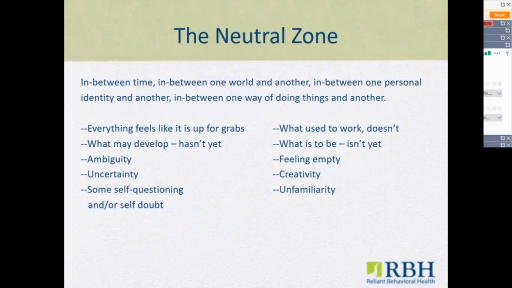 The Neutral Zone
In-between time, in-between one world and another, in-between one personal
identity and another, in-between one way of doing things and another.
--Everything feels like it is up for grabs
--What may develop – hasn't yet
--Ambiguity
--Uncertainty
--Some self-questioning
and/or self doubt
--What used to work, doesn't
--What is to be – isn't yet
--Feeling empty
--Creativity
--Unfamiliarity
RBH
Reliant Behavioral Health
Start